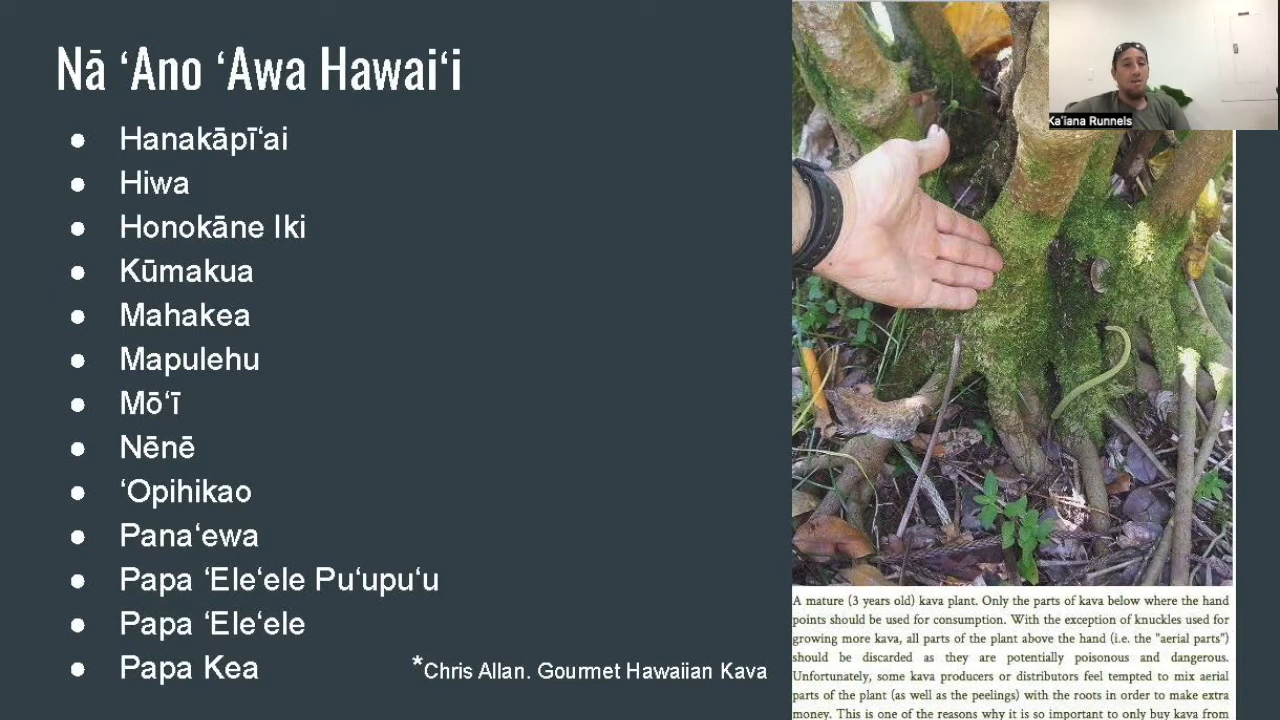 Nā ʻAno ʻAwa Hawaiʻi
● Hanakāpīʻai
● Hiwa
● Honokāne Iki
● Kūmakua
● Mahakea
● Mapulehu
● Mōʻī
● Nēnē
● ʻOpihikao
● Panaʻewa
● Papa ʻEleʻele Puʻupuʻu
● Papa ʻEleʻele
● Papa Kea
*Chris Allan. Gourmet Hawaiian Kava
Kaʻiana Runnels
A mature (3 years old) kava plant. Only the parts of kava below where the hand
points should be used for consumption. With the exception of knuckles used for
growing more kava, all parts of the plant above the hand (i.e. the "aerial parts")
should be discarded as they are potentially poisonous and dangerous.
Unfortunately, some kava producers or distributors feel tempted to mix aerial
parts of the plant (as well as the peelings) with the roots in order to make extra
money. This is one of the reasons why it is so important to only buy kava from